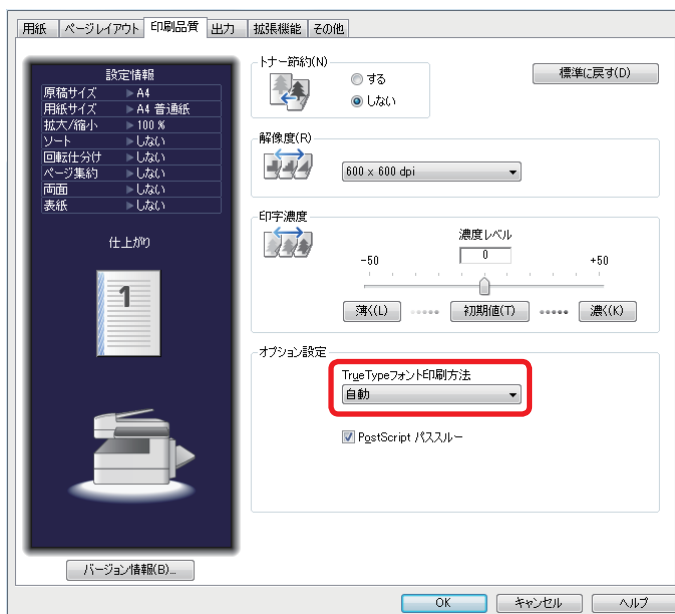 用紙 ページレイアウト 印刷品質 出力 拡張機能 その他
設定情報
原稿サイズ ▶ A4
用紙サイズ ▶ A4 普通紙
拡大/縮小 ▶ 100 %
ソート ▶ しない
回転仕分け ▶ しない
ページ集約 ▶ しない
両面 ▶ しない
表紙 ▶ しない
仕上がり
1
バージョン情報(B)...
トナー節約(N)
する
しない
標準に戻す(D)
解像度(R)
600 x 600 dpi
印字濃度
濃度レベル
-50 0 +50
薄く(L) 初期値(T) 濃く(K)
オプション設定
TrueTypeフォント印刷方法
自動
PostScript パススルー
OK キャンセル ヘルプ